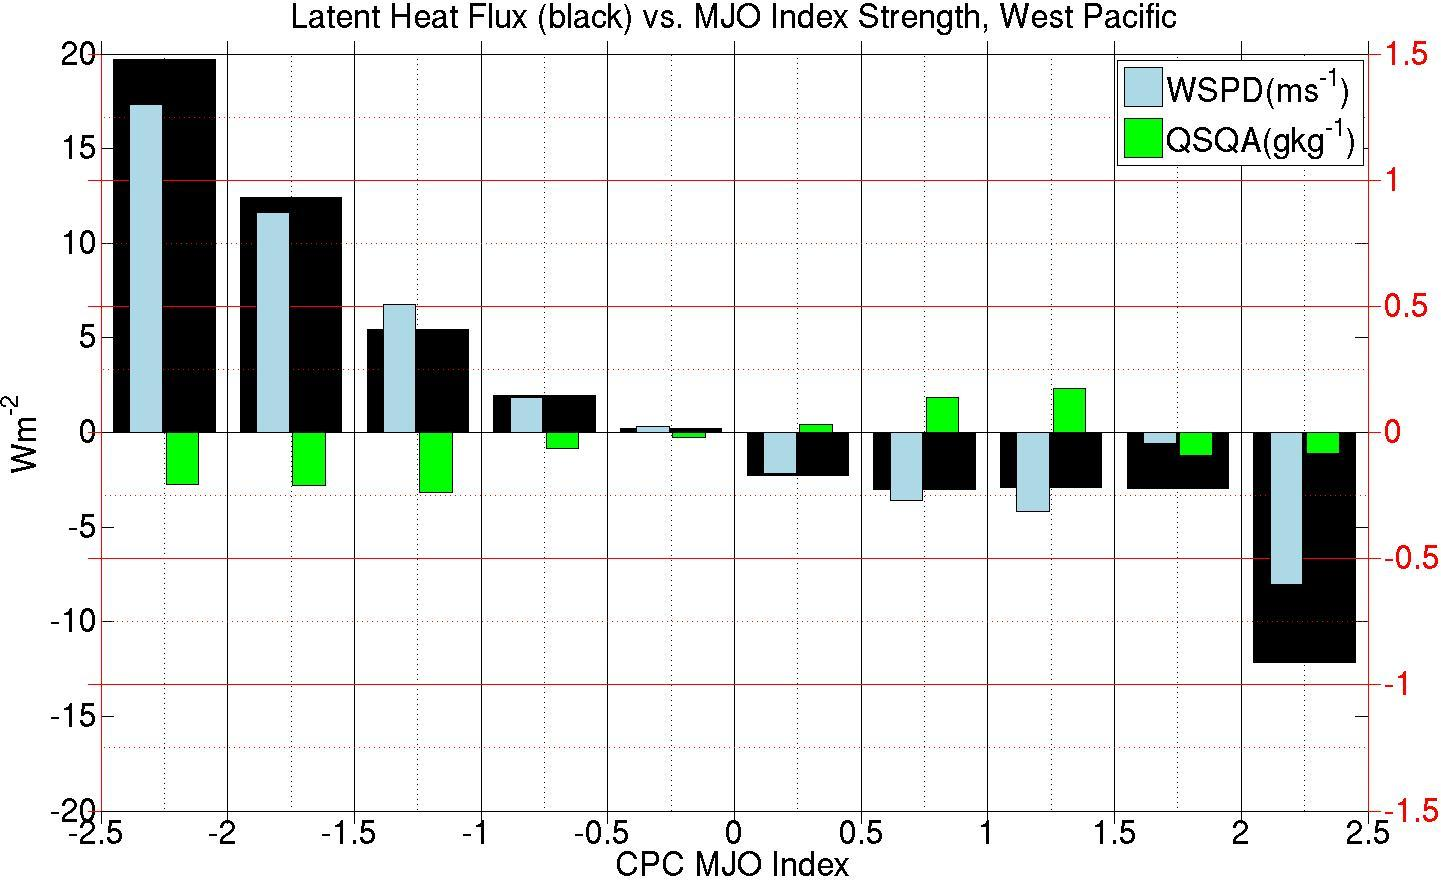 Latent Heat Flux (black) vs. MJO Index Strength, West Pacific
WSPD(ms-1)
QSQA(gkg-1)
20
15
10
5
0
-5
-10
-15
-20
Wm-2
1.5
1
0.5
0
-0.5
-1
-1.5
-2.5 -2 -1.5 -1 -0.5 0 0.5 1 1.5 2 2.5
CPC MJO Index